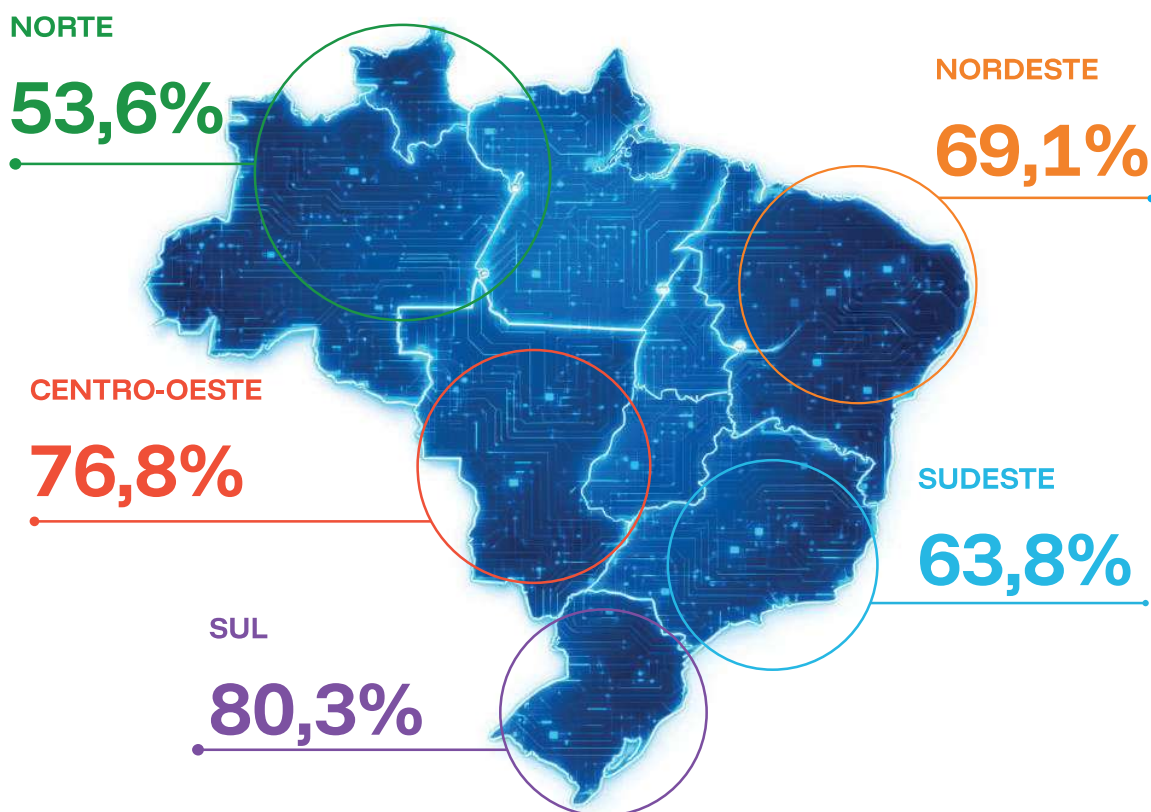 NORTE
53,6%
NORDESTE
69,1%
CENTRO-OESTE
76,8%
SUDESTE
63,8%
SUL
80,3%